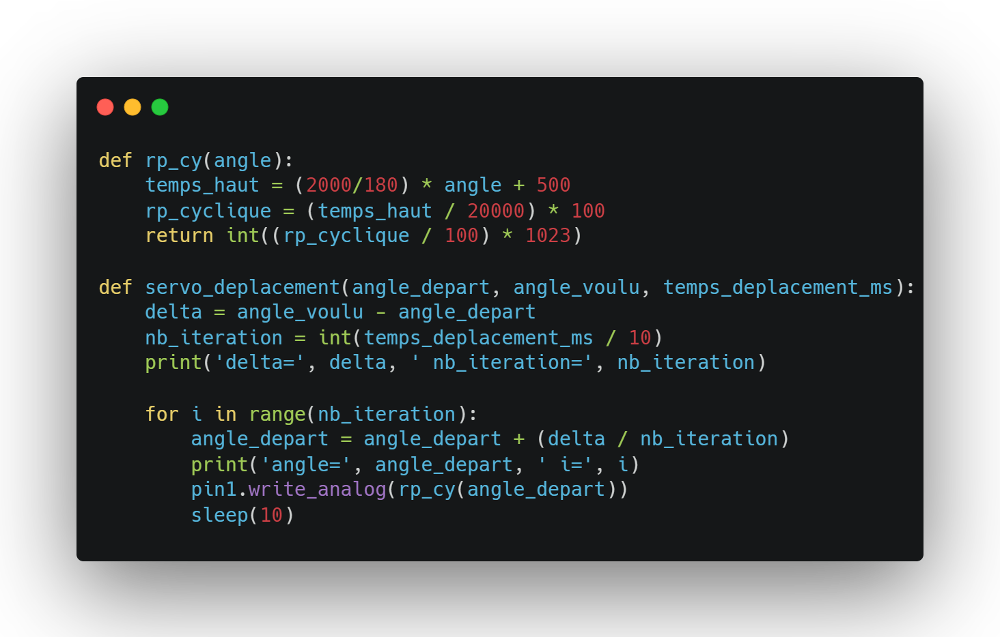 def rp_cy(angle):
    temps_haut = (2000/180) * angle + 500
    rp_cyclique = (temps_haut / 20000) * 100
    return int((rp_cyclique / 100) * 1023)

def servo_deplacement(angle_depart, angle_voulu, temps_deplacement_ms):
    delta = angle_voulu - angle_depart
    nb_iteration = int(temps_deplacement_ms / 10)
    print('delta=', delta, ' nb_iteration=', nb_iteration)

    for i in range(nb_iteration):
        angle_depart = angle_depart + (delta / nb_iteration)
        print('angle=', angle_depart, ' i=', i)
        pin1.write_analog(rp_cy(angle_depart))
        sleep(10)